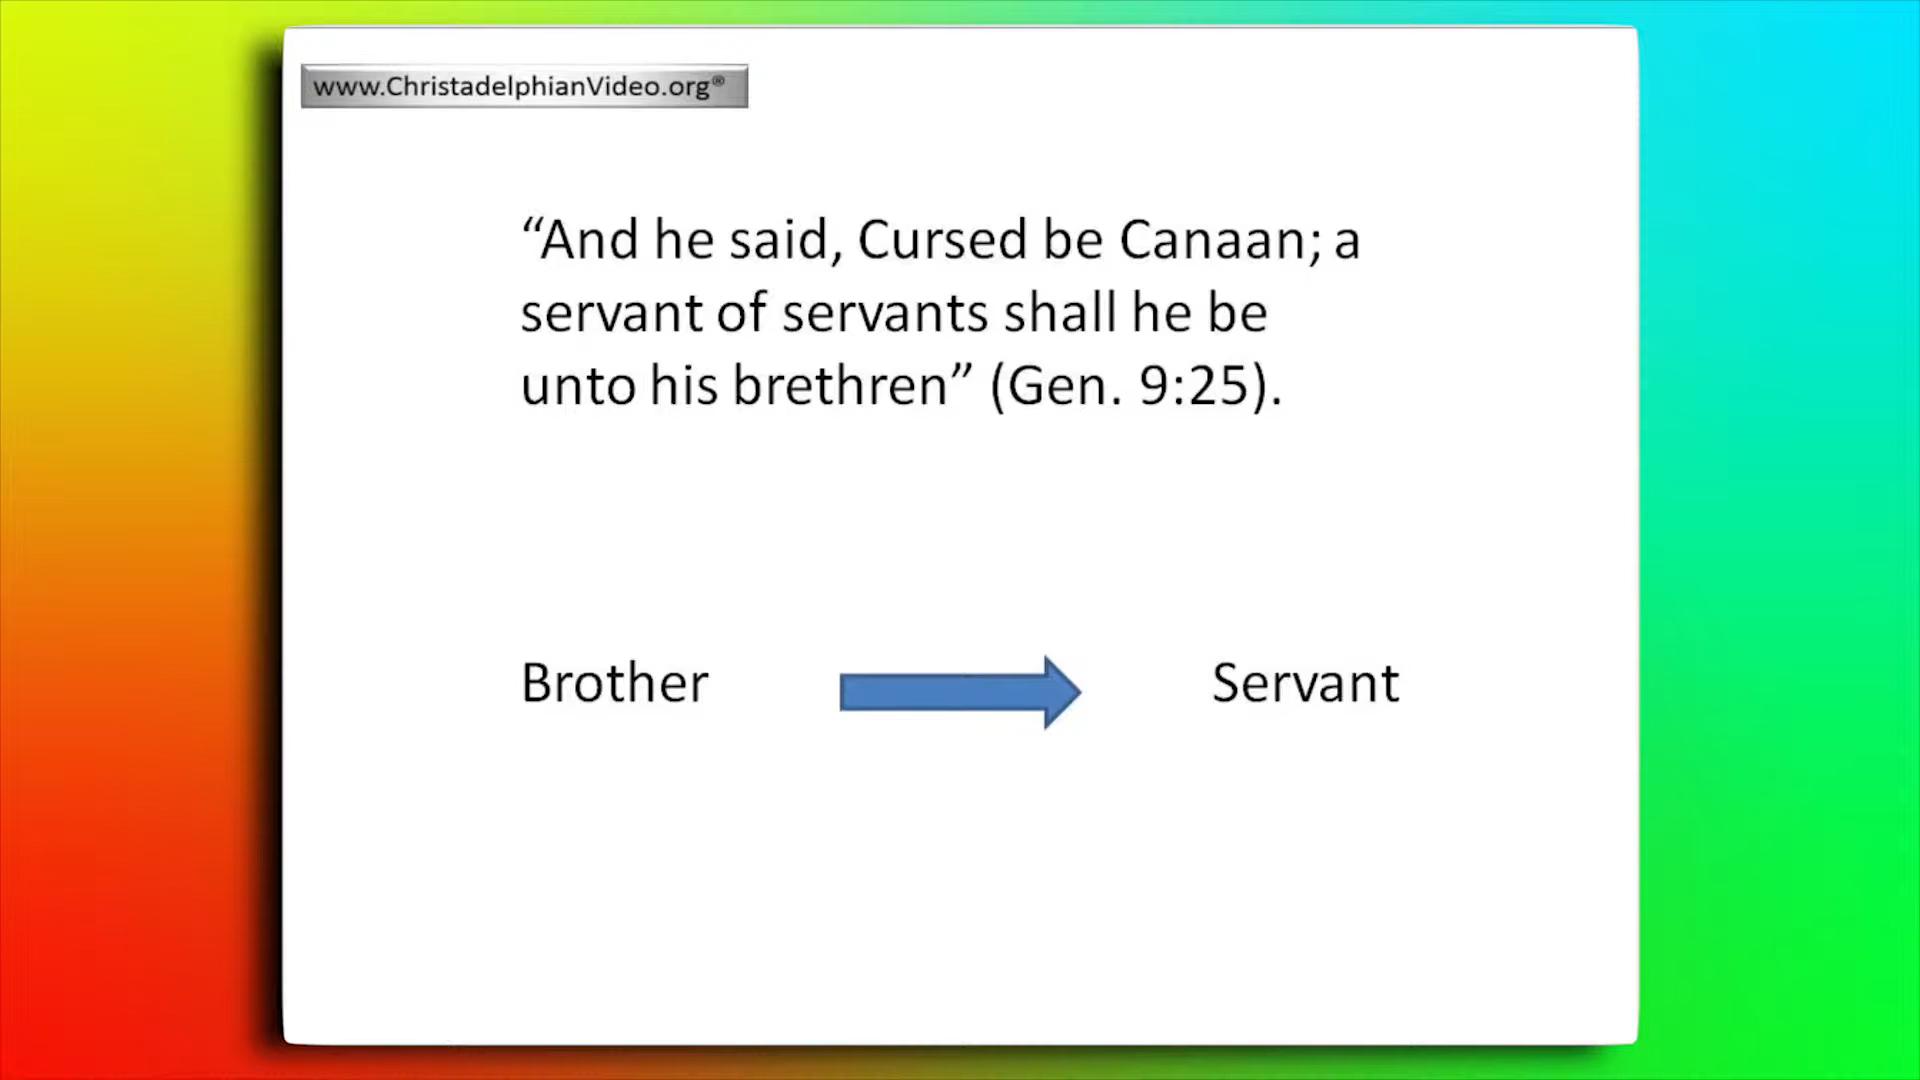 www.ChristadelphianVideo.org®
“And he said, Cursed be Canaan; a
servant of servants shall he be
unto his brethren” (Gen. 9:25).
Brother Servant